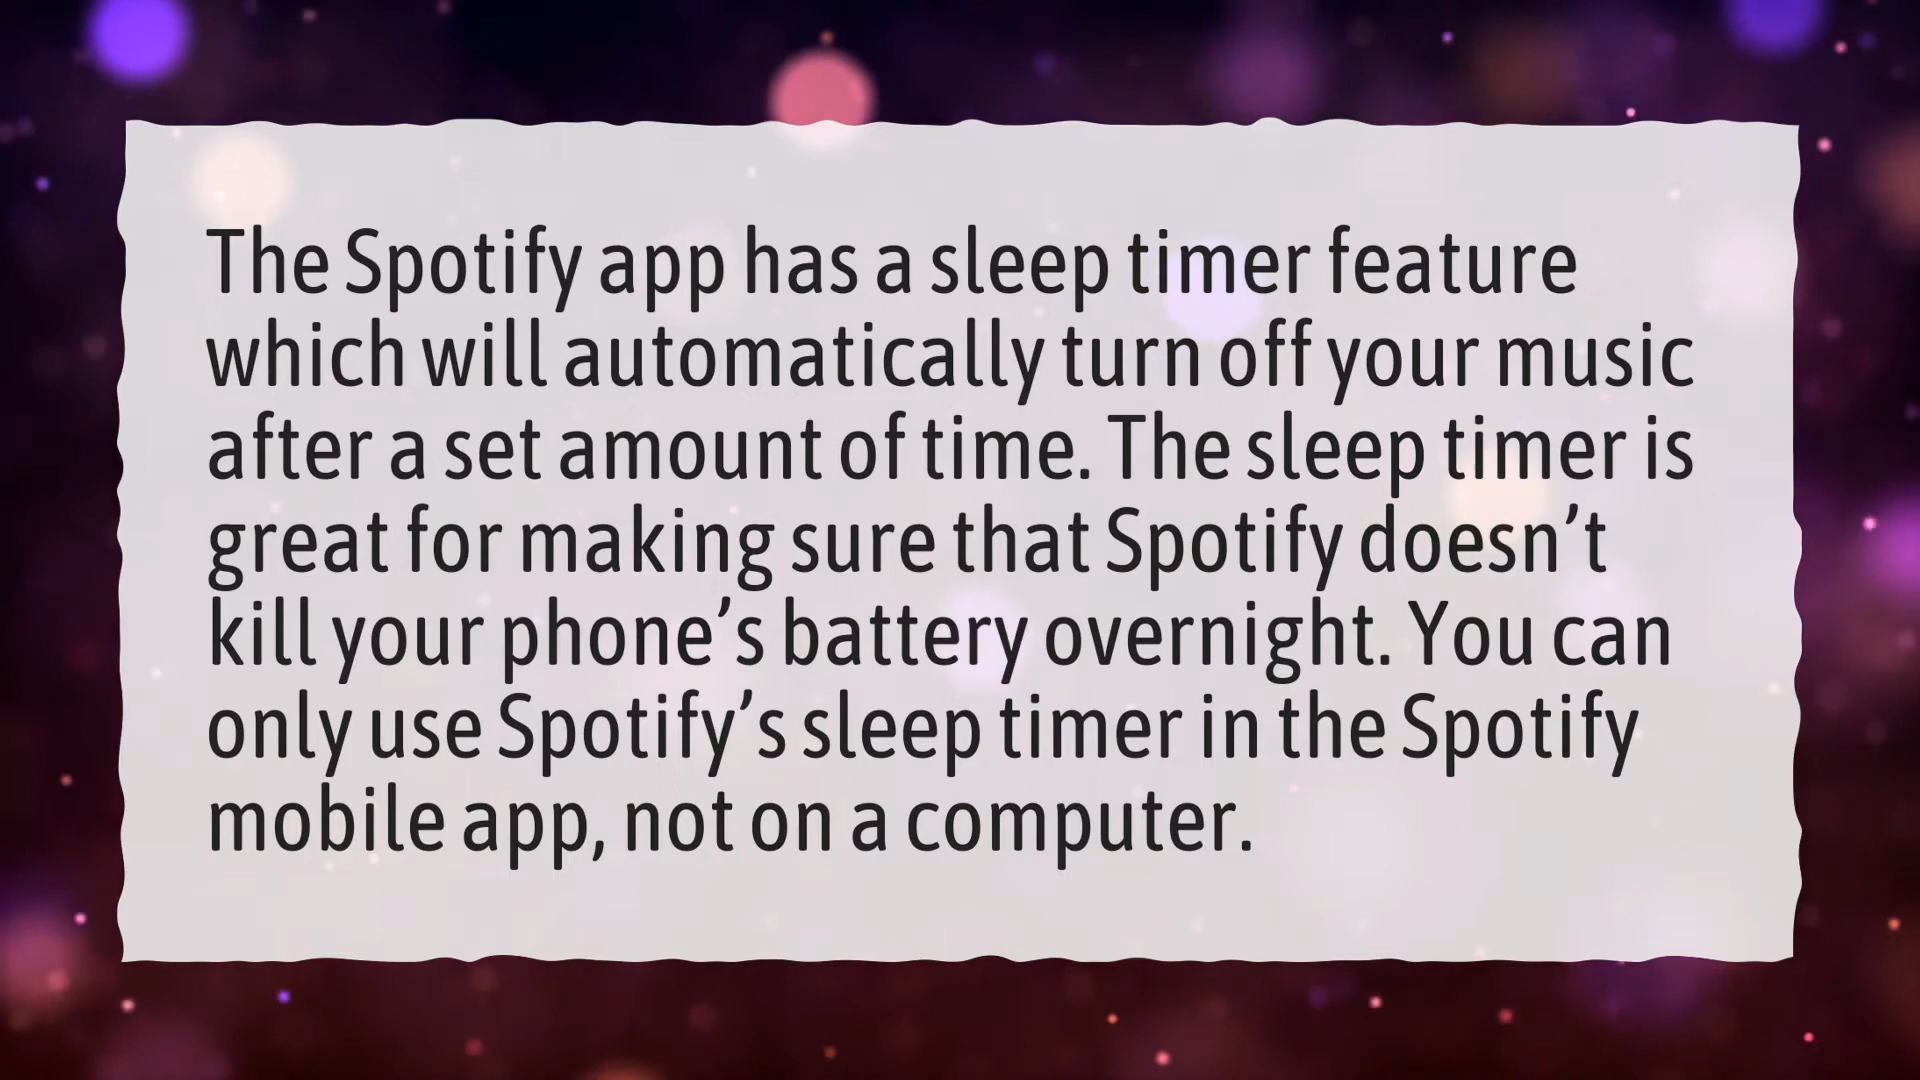 The Spotify app has a sleep timer feature
which will automatically turn off your music
after a set amount of time. The sleep timer is
great for making sure that Spotify doesn’t
kill your phone’s battery overnight. You can
only use Spotify’s sleep timer in the Spotify
mobile app, not on a computer.